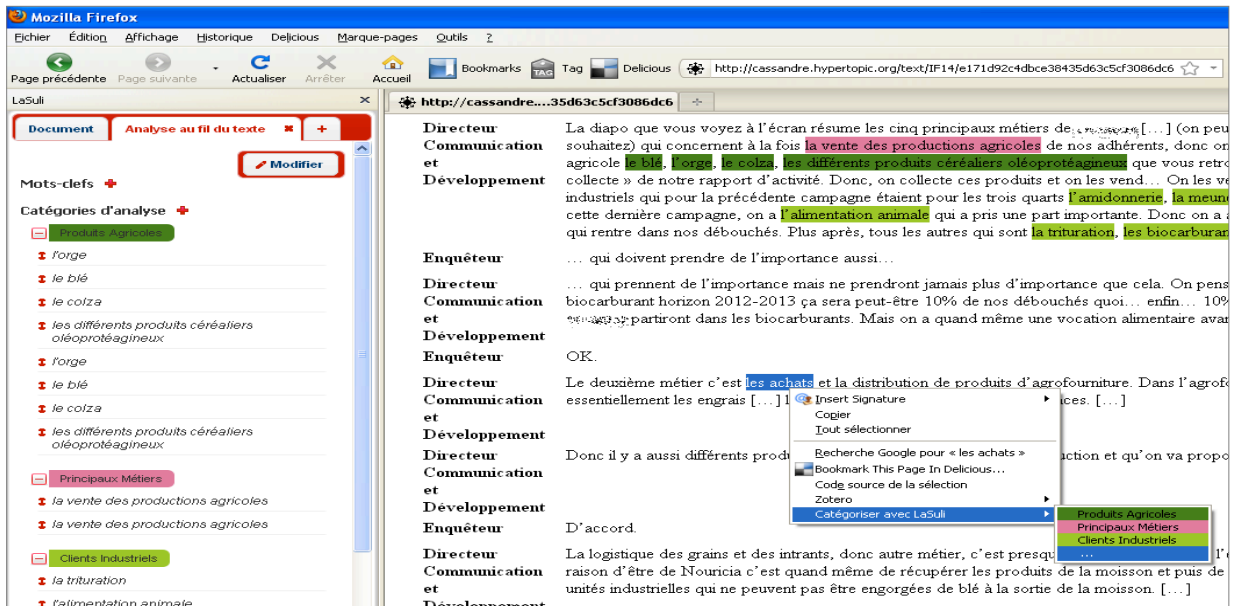 Mozilla Firefox
Fichier Édition Affichage Historique Delicious Marque-pages Outils ?
Page précédente Page suivante Actualiser Arrêter Accueil Bookmarks TAG Tag Delicious http://cassandre.hypertopic.org/text/IF14/e171d92c4dbce38435d63c5cf3086dc6
LaSuli
http://cassandre....35d63c5cf3086dc6
Document Analyse au fil du texte +
Modifier
Mots-clefs
Catégories d'analyse
Produits Agricoles
l'orge
le blé
le colza
les différents produits céréaliers
oléoprotéagineux
l'orge
le blé
le colza
les différents produits céréaliers
oléoprotéagineux
Principaux Métiers
la vente des productions agricoles
la vente des productions agricoles
Clients Industriels
la trituration
l'alimentation animale
Directeur La diapo que vous voyez à l'écran résume les cinq principaux métiers de [...] (on peu
Communication souhaitez) qui concernent à la fois la vente des productions agricoles de nos adhérents, donc on
et agricole le blé, l'orge, le colza, les différents produits céréaliers oléoprotéagineux que vous retro
Développement collecte » de notre rapport d'activité. Donc, on collecte ces produits et on les vend... On les ve
industriels qui pour la précédente campagne étaient pour les trois quarts l'amidonnerie, la meun
cette dernière campagne, on a l'alimentation animale qui a pris une part importante. Donc on a
qui rentre dans nos débouchés. Plus après, tous les autres qui sont la trituration, les biocarburan
Enquêteur ... qui doivent prendre de l'importance aussi...
Directeur ... qui prennent de l'importance mais ne prendront jamais plus d'importance que cela. On pens
Communication biocarburant horizon 2012-2013 ça sera peut-être 10% de nos débouchés quoi... enfin... 10%
et partiront dans les biocarburants. Mais on a quand même une vocation alimentaire avan
Développement
Enquêteur OK.
Directeur Le deuxième métier c'est les achats et la distribution de produits d'agrofourniture. Dans l'agrofo
Communication essentiellement les engrais [...] ices. [...]
et
Développement
Directeur Donc il y a aussi différents prod uction et qu'on va propo
Communication
et
Développement
Enquêteur D'accord.
Directeur La logistique des grains et des intrants, donc autre métier, c'est presqu
Communication raison d'être de Nouricia c'est quand même de récupérer les produits de la moisson et puis de
et unités industrielles qui ne peuvent pas être engorgées de blé à la sortie de la moisson. [...]
Développement
Insert Signature
Copier
Tout sélectionner
Recherche Google pour « les achats »
Bookmark This Page In Delicious...
Code source de la sélection
Zotero
Catégoriser avec LaSuli
Produits Agricoles
Principaux Métiers
Clients Industriels
...